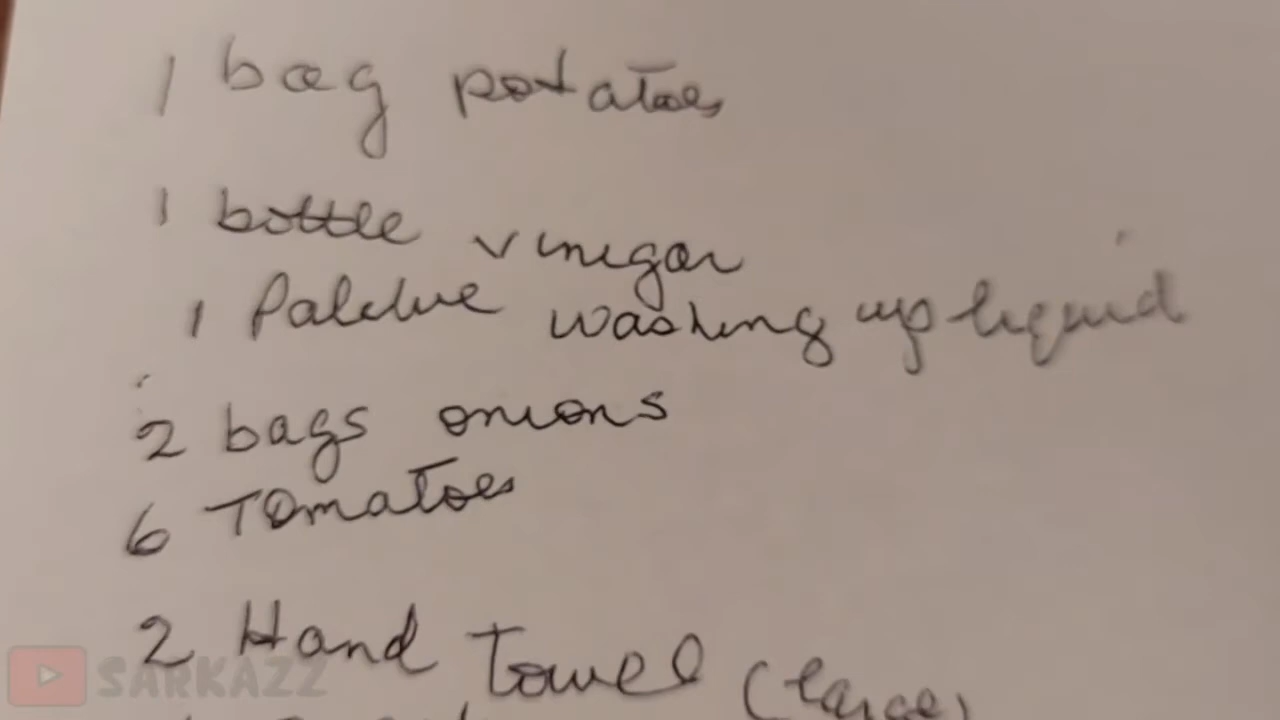 1 bag potatoes
1 bottle vinegar
1 washing up liquid
2 bags onions
6 Tomatoes
2 Hand Towel (large)
SARKAZZ